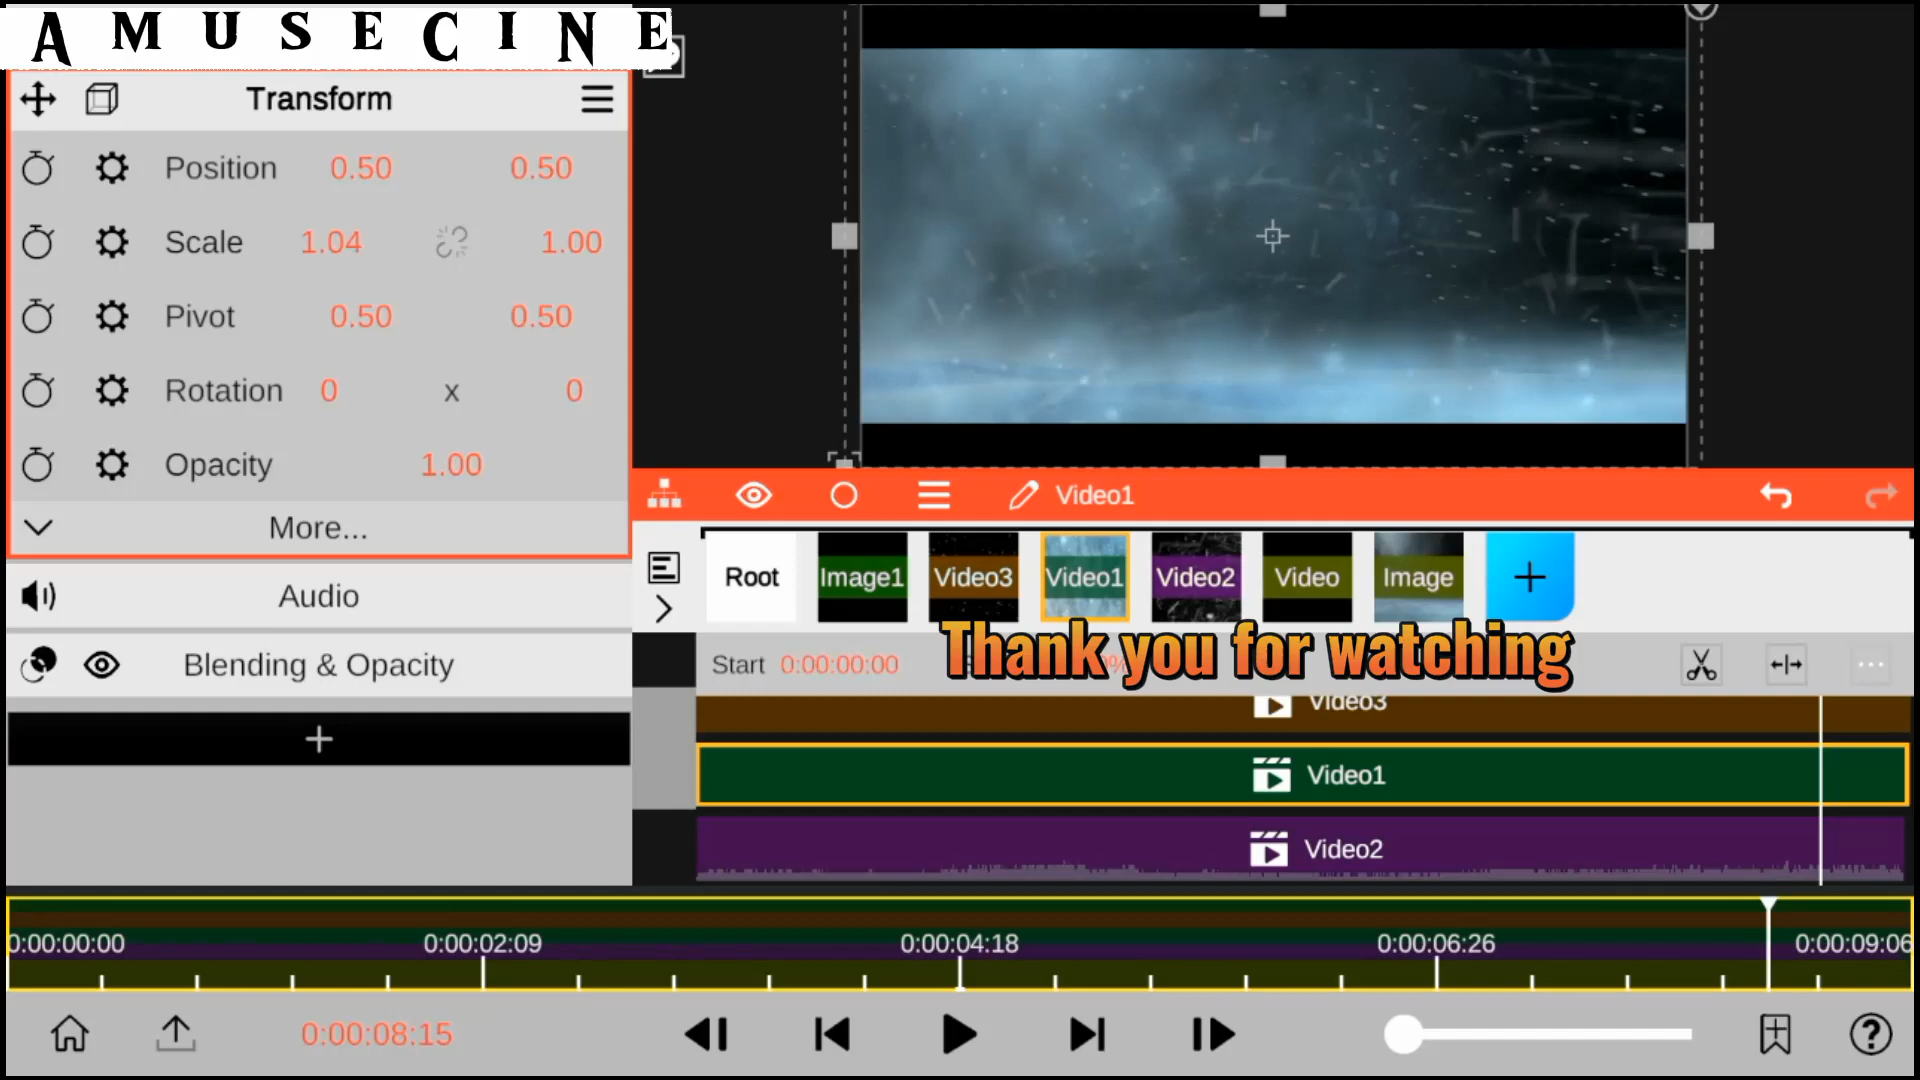 AMUSECINE
Transform
Position 0.50 0.50
Scale 1.04 1.00
Pivot 0.50 0.50
Rotation 0 x 0
Opacity 1.00
More...
Audio
Blending & Opacity
Video1
Root Image1 Video3 Video1 Video2 Video Image
Start 0:00:00:00
Thank you for watching
Video3
Video1
Video2
0:00:00:00 0:00:02:09 0:00:04:18 0:00:06:26 0:00:09:06
0:00:08:15